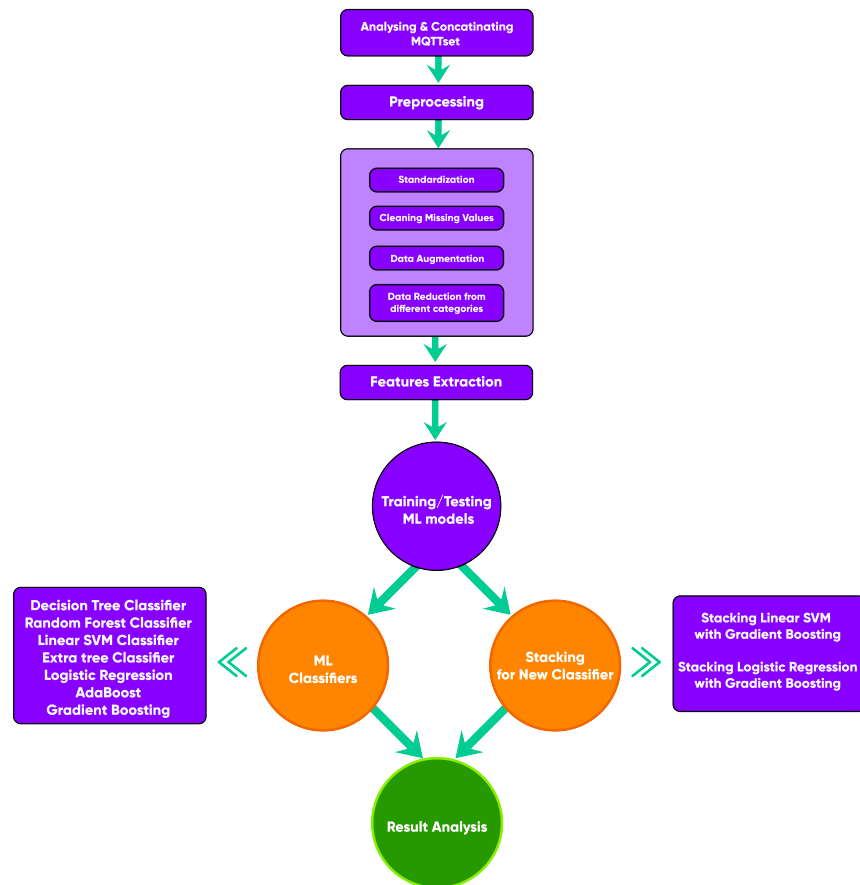 Analysing & Concatinating
MQTTset
Preprocessing
Standardization
Cleaning Missing Values
Data Augmentation
Data Reduction from
different categories
Features Extraction
Training/Testing
ML models
Decision Tree Classifier
Random Forest Classifier
Linear SVM Classifier
Extra tree Classifier
Logistic Regression
AdaBoost
Gradient Boosting
ML
Classifiers
Stacking
for New Classifier
Stacking Linear SVM
with Gradient Boosting
Stacking Logistic Regression
with Gradient Boosting
Result Analysis